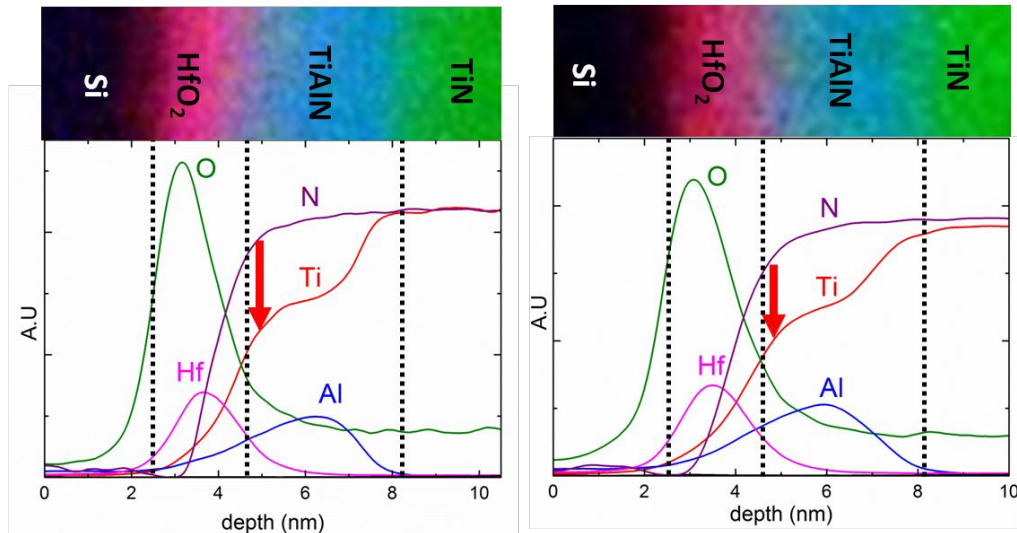 Si
HfO₂
TiAlN
TiN
O
N
Ti
Hf
Al
A.U
0 2 4 6 8 10
depth (nm)
Si
HfO₂
TiAlN
TiN
O
N
Ti
Hf
Al
A.U
0 2 4 6 8 10
depth (nm)